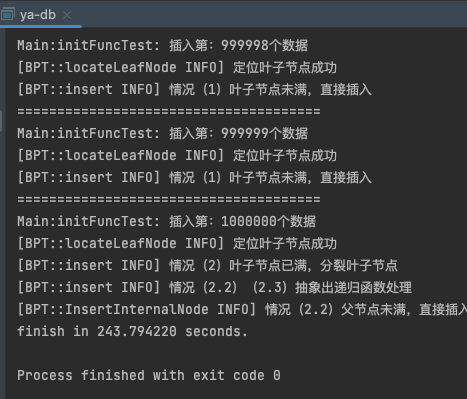 ya-db
Main:initFuncTest: 插入第：999998个数据
[BPT::locateLeafNode INFO] 定位叶子节点成功
[BPT::insert INFO] 情况（1）叶子节点未满，直接插入
=====================================
Main:initFuncTest: 插入第：999999个数据
[BPT::locateLeafNode INFO] 定位叶子节点成功
[BPT::insert INFO] 情况（1）叶子节点未满，直接插入
=====================================
Main:initFuncTest: 插入第：1000000个数据
[BPT::locateLeafNode INFO] 定位叶子节点成功
[BPT::insert INFO] 情况（2）叶子节点已满，分裂叶子节点
[BPT::insert INFO] 情况（2.2）（2.3）抽象出递归函数处理
[BPT::InsertInternalNode INFO] 情况（2.2）父节点未满，直接插入
finish in 243.794220 seconds.
Process finished with exit code 0